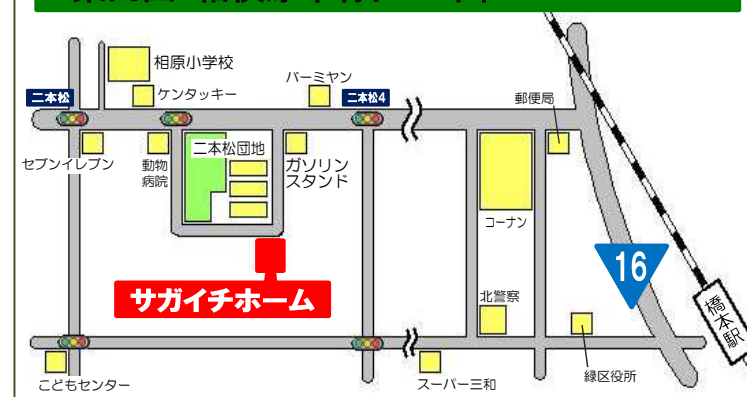 相原小学校
バーミヤン
二本松
ケンタッキー
二本松4
郵便局
セブンイレブン
動物
病院
二本松団地
ガソリン
スタンド
コーナン
16
サガイチホーム
北警察
橋本駅
こどもセンター
スーパー三和
緑区役所